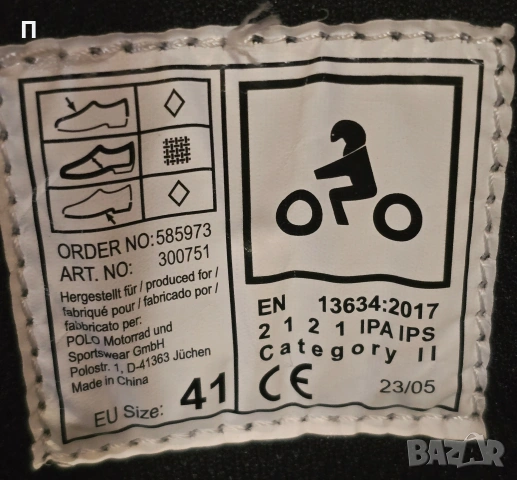 П
ORDER NO: 585973
ART. NO: 300751
Hergestellt für / produced for /
fabriqué pour / fabricado por /
fabbricato per:
POLO Motorrad und
Sportswear GmbH
Polostr. 1, D-41363 Jüchen
Made in China
EU Size: 41
EN 13634:2017
2 1 2 1 IPA IPS
Category II
CE 23/05
BAZAR